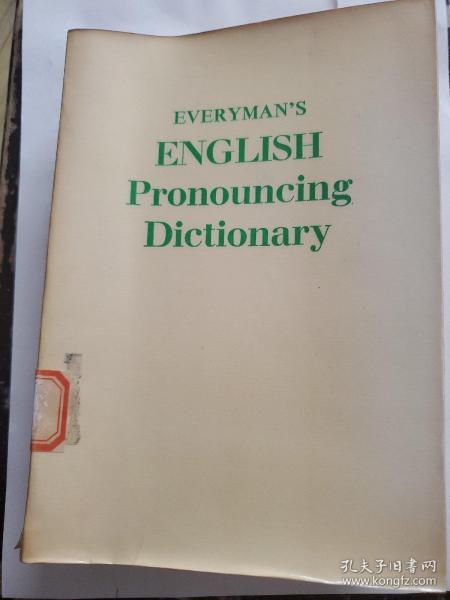 EVERYMAN'S
ENGLISH
Pronouncing
Dictionary
孔夫子旧书网
www.kongfz.com